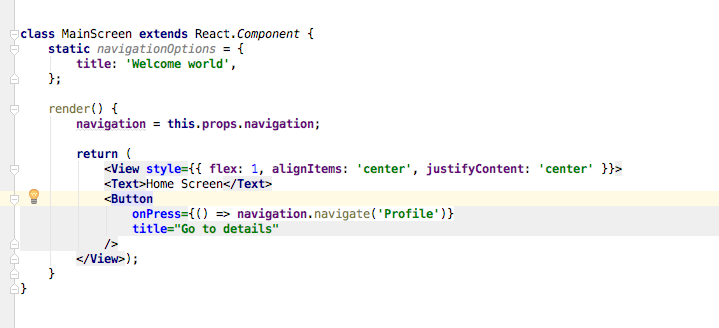 class MainScreen extends React.Component {
    static navigationOptions = {
        title: 'Welcome world',
    };

    render() {
        navigation = this.props.navigation;

        return (
            <View style={{ flex: 1, alignItems: 'center', justifyContent: 'center' }}>
            <Text>Home Screen</Text>
            <Button
                onPress={() => navigation.navigate('Profile')}
                title="Go to details"
            />
        </View>);
    }
}